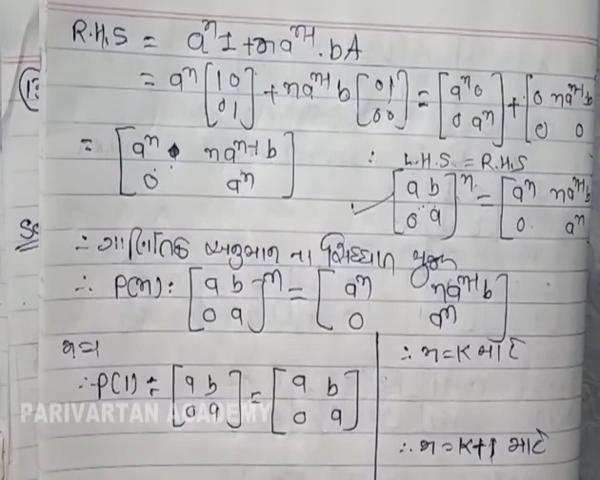 R.H.S = aⁿI + naⁿ⁻¹.bA
= aⁿ [1 0; 0 1] + naⁿ⁻¹ b [0 1; 0 0] = [aⁿ 0; 0 aⁿ] + [0 naⁿ⁻¹b; 0 0]
= [aⁿ naⁿ⁻¹b; 0 aⁿ] ∴ L.H.S. = R.H.S
[a b; 0 a]ⁿ = [aⁿ naⁿ⁻¹b; 0 aⁿ]
∴ ગાણિતિક અનુમાન ના સિદ્ધાંત મુજબ
∴ P(n): [a b; 0 a]ⁿ = [aⁿ naⁿ⁻¹b; 0 aⁿ]
∴ P(1) = [a b; 0 a] = [a b; 0 a]
∴ n=k માટે
∴ n=k+1 માટે
PARIVARTAN ACADEMY